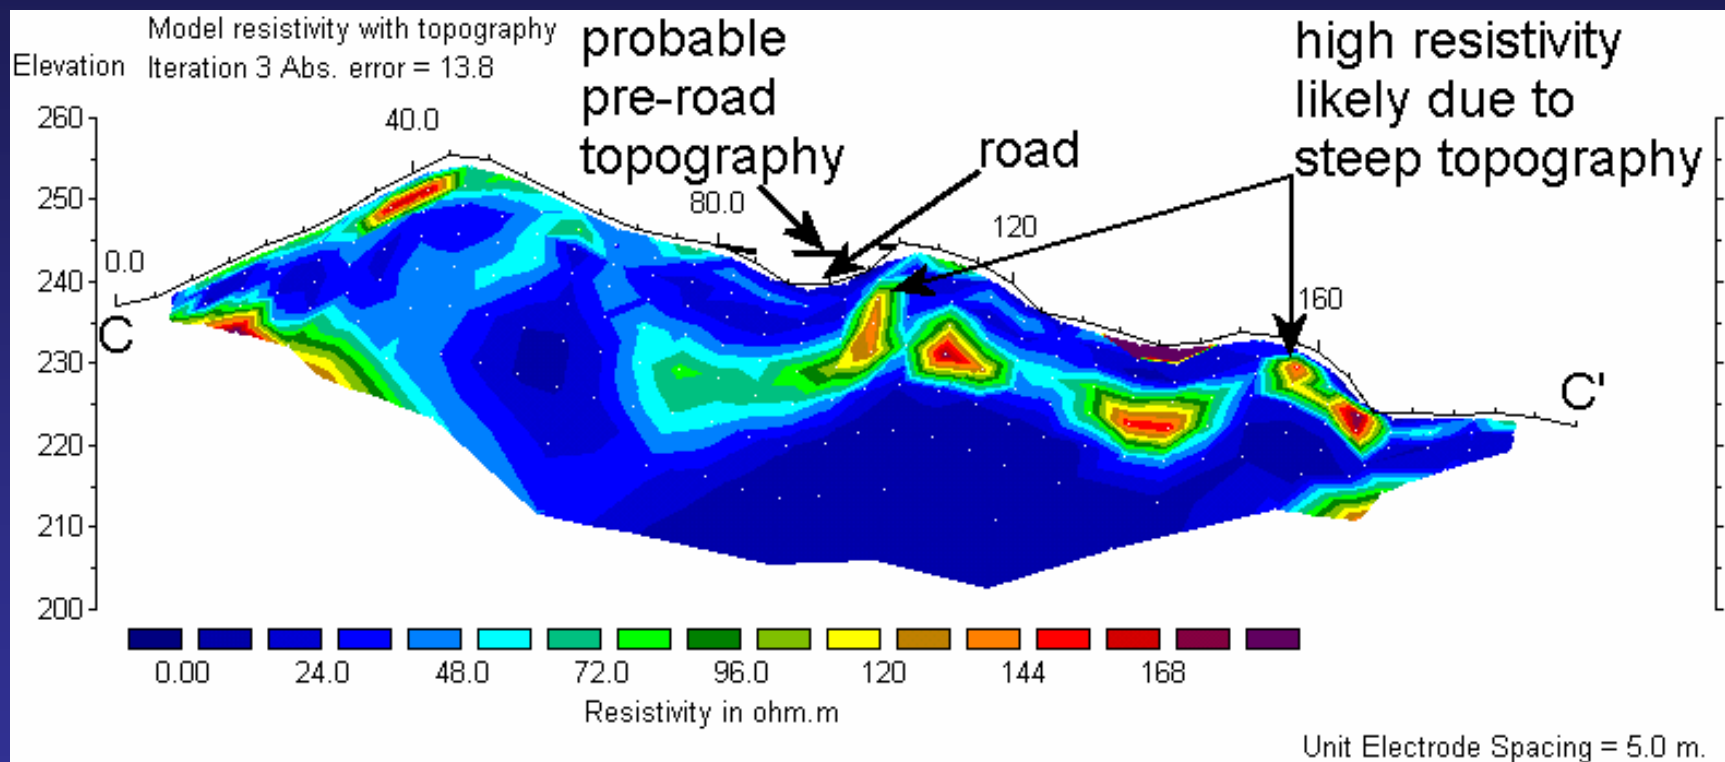 Model resistivity with topography
Elevation Iteration 3 Abs. error = 13.8
probable
pre-road
topography
road
high resistivity
likely due to
steep topography
260
250
240
230
220
210
200
0.0
40.0
80.0
120
160
C
C'
0.00 24.0 48.0 72.0 96.0 120 144 168
Resistivity in ohm.m
Unit Electrode Spacing = 5.0 m.